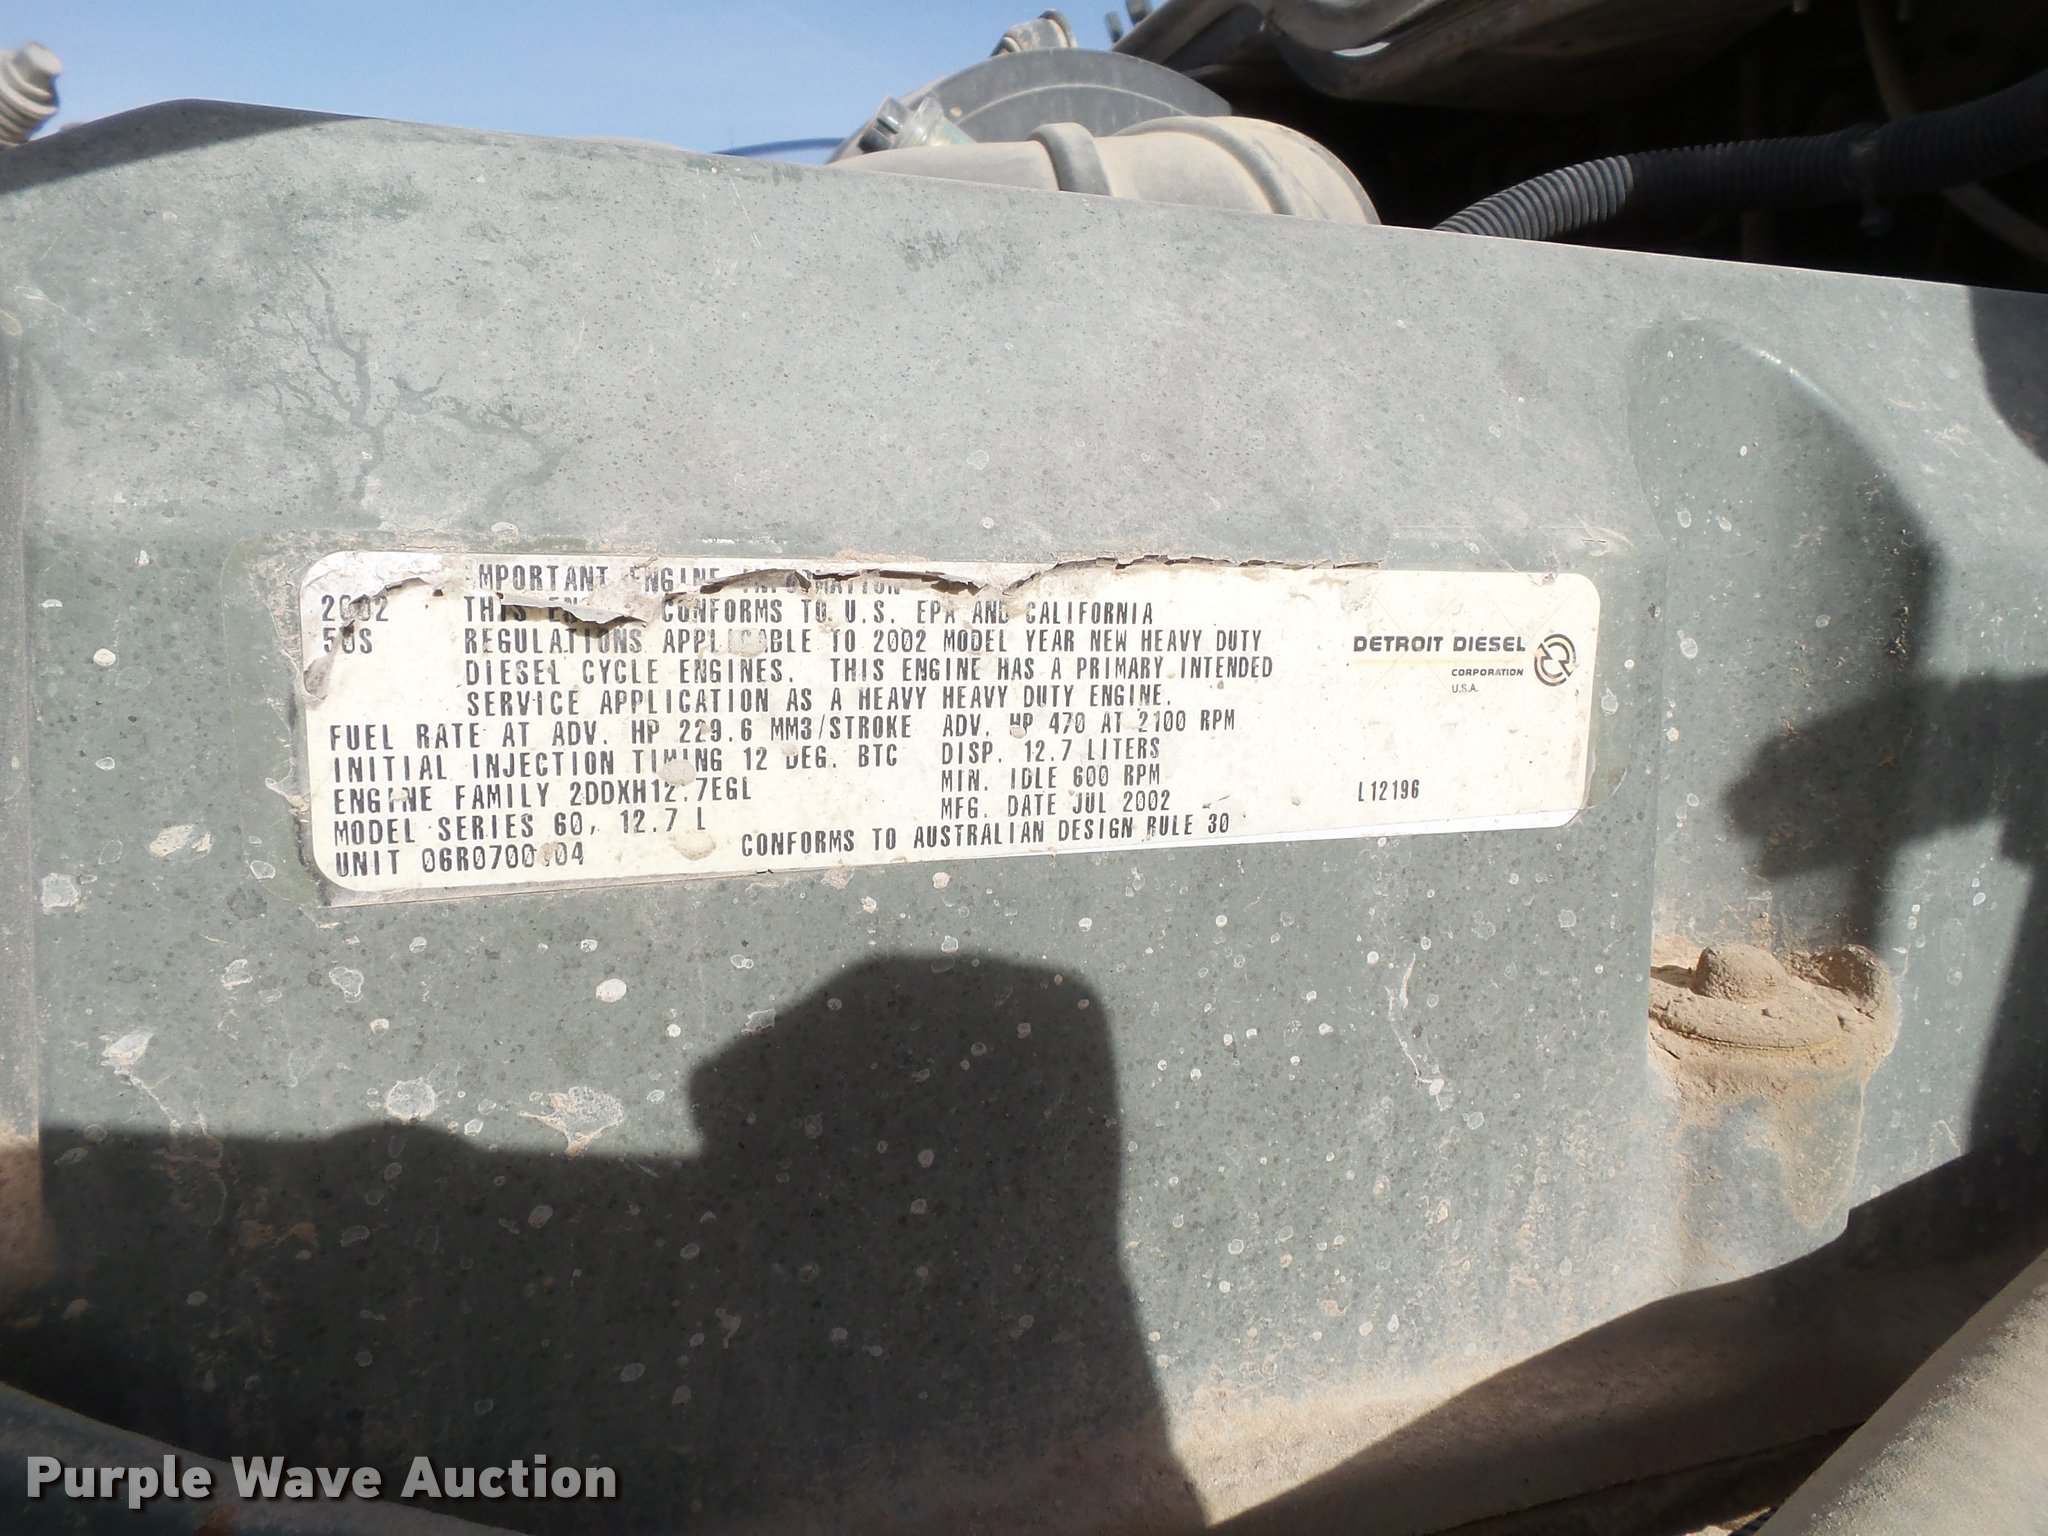 MPORTANT ENGINE INFORMATION
2002 THIS CONFORMS TO U.S. EPA AND CALIFORNIA
50S REGULATIONS APPLICABLE TO 2002 MODEL YEAR NEW HEAVY DUTY
DIESEL CYCLE ENGINES. THIS ENGINE HAS A PRIMARY INTENDED
SERVICE APPLICATION AS A HEAVY HEAVY DUTY ENGINE.
FUEL RATE AT ADV. HP 229.6 MM3/STROKE ADV. HP 470 AT 2100 RPM
INITIAL INJECTION TIMING 12 DEG. BTC DISP. 12.7 LITERS
ENGINE FAMILY 2DDXH12.7EGL MIN. IDLE 600 RPM
MODEL SERIES 60, 12.7 L MFG. DATE JUL 2002
UNIT CONFORMS TO AUSTRALIAN DESIGN RULE 30
DETROIT DIESEL
CORPORATION
U.S.A.
L12196
Purple Wave Auction